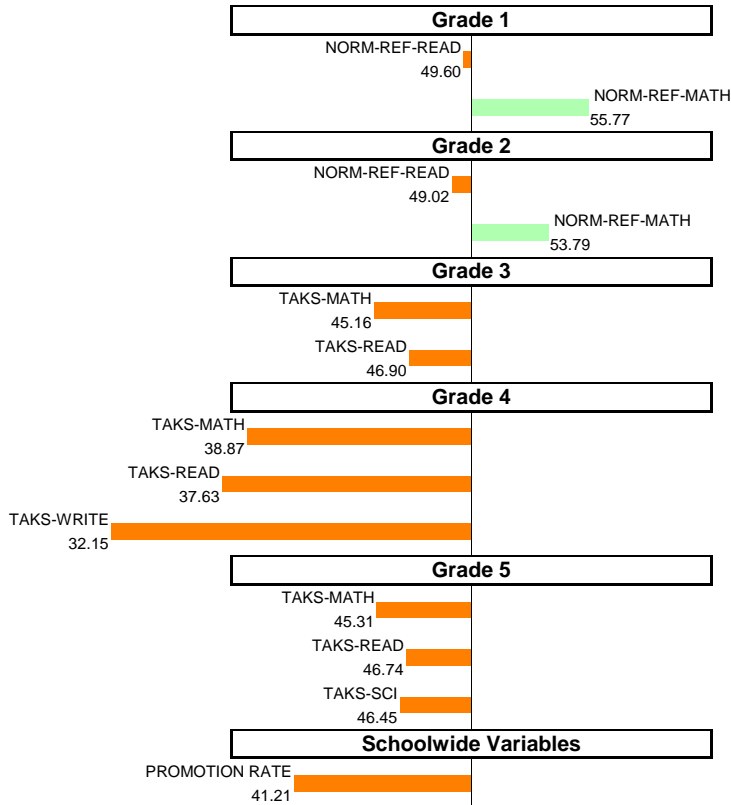 Grade 1
NORM-REF-READ
49.60
NORM-REF-MATH
55.77
Grade 2
NORM-REF-READ
49.02
NORM-REF-MATH
53.79
Grade 3
TAKS-MATH
45.16
TAKS-READ
46.90
Grade 4
TAKS-MATH
38.87
TAKS-READ
37.63
TAKS-WRITE
32.15
Grade 5
TAKS-MATH
45.31
TAKS-READ
46.74
TAKS-SCI
46.45
Schoolwide Variables
PROMOTION RATE
41.21